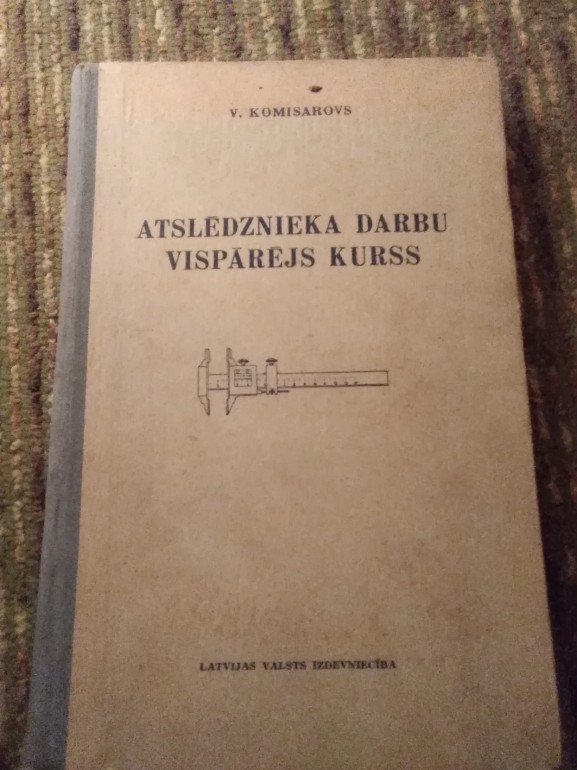 V. KOMISAROVS
ATSLĒDZNIEKA DARBU
VISPĀRĒJS KURSS
LATVIJAS VALSTS IZDEVNIECĪBA